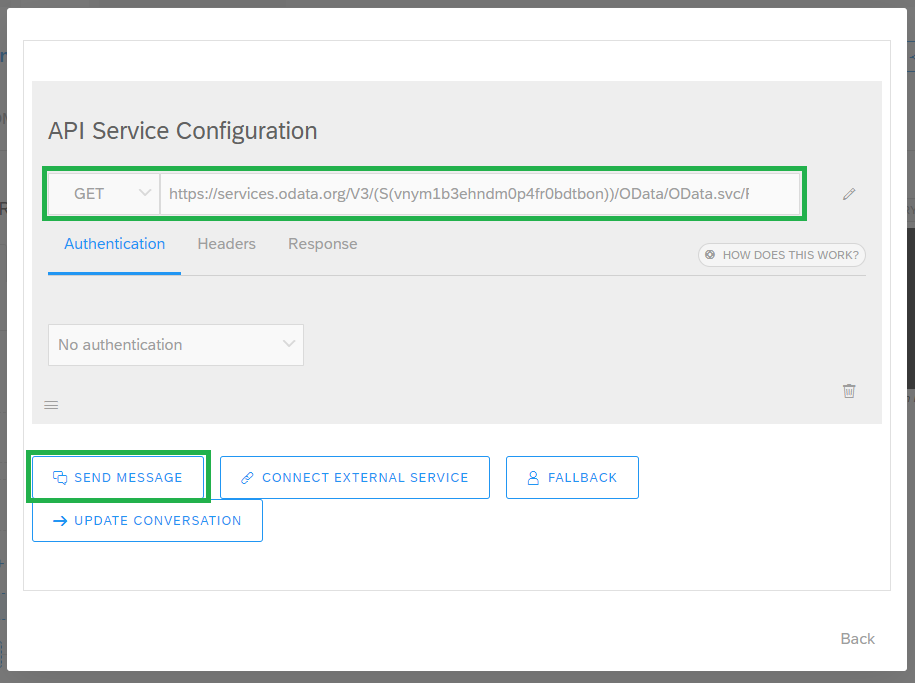 API Service Configuration
GET
https://services.odata.org/V3/(S(vnym1b3ehndm0p4fr0bdtbon))/OData/OData.svc/
Authentication Headers Response
HOW DOES THIS WORK?
No authentication
SEND MESSAGE CONNECT EXTERNAL SERVICE FALLBACK
UPDATE CONVERSATION
Back